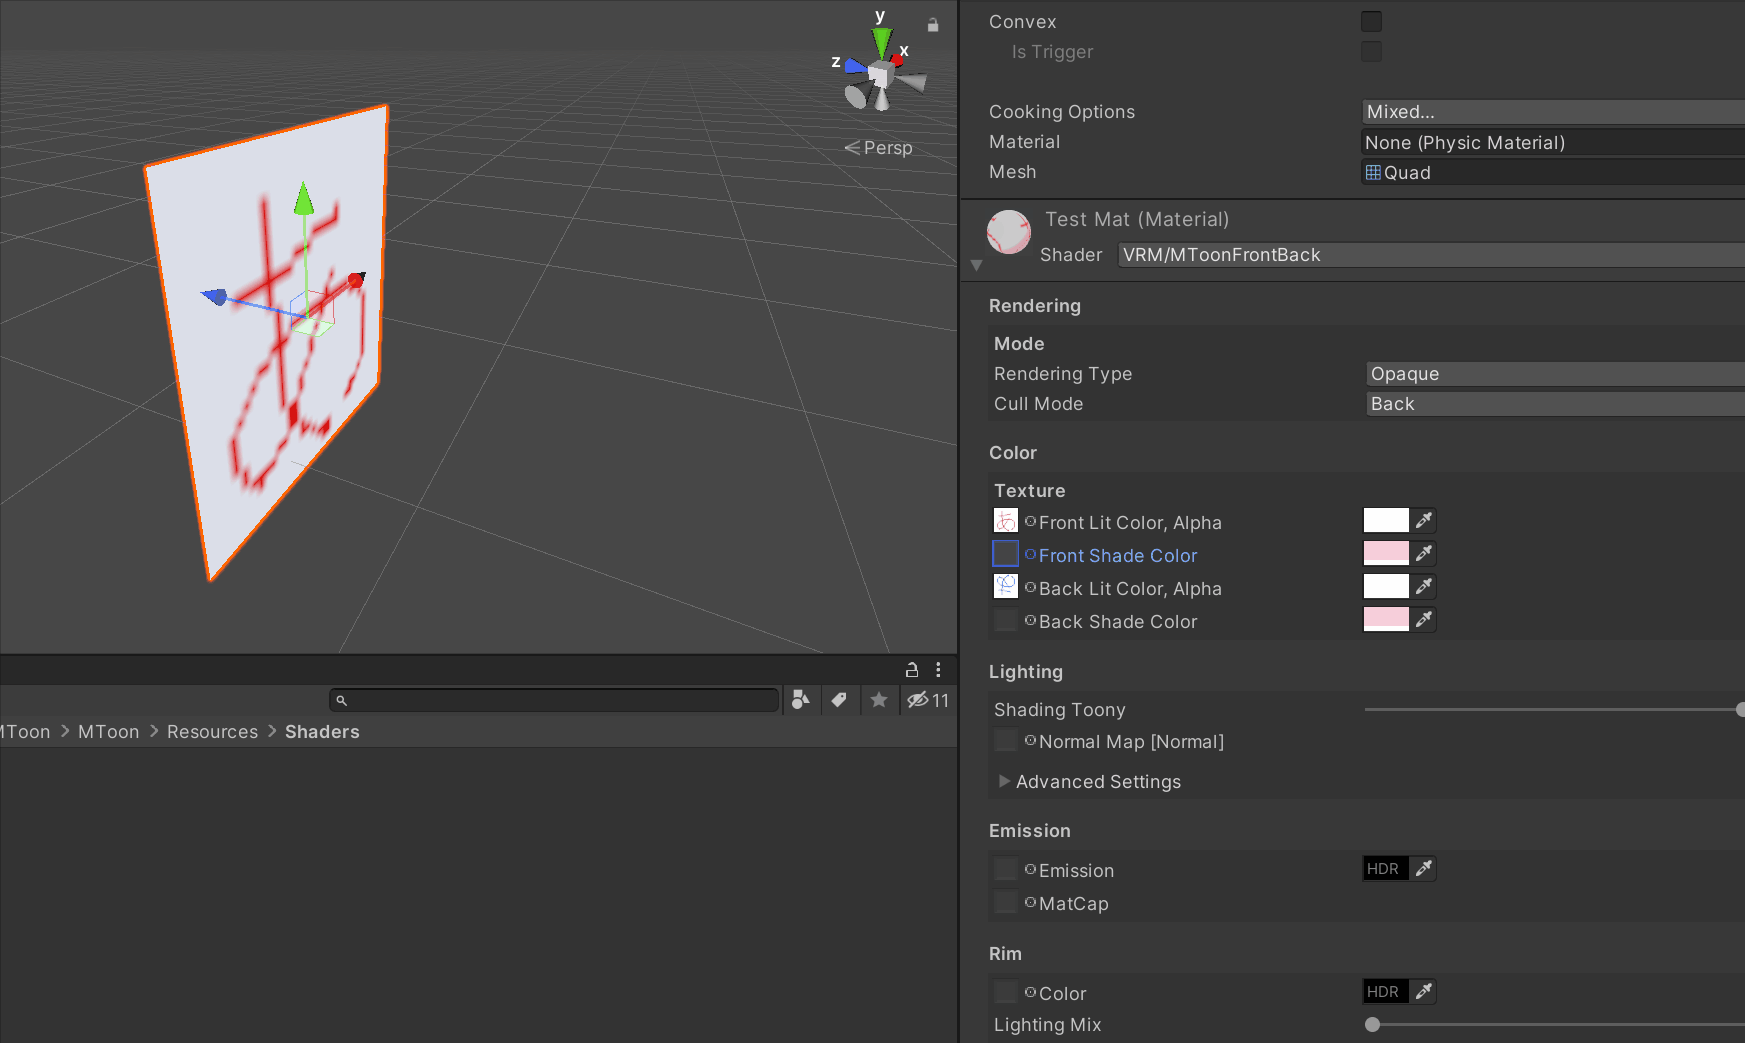 y
x
z
Persp
あ
11
MToon > MToon > Resources > Shaders
Convex
Is Trigger
Cooking Options Mixed...
Material None (Physic Material)
Mesh Quad
Test Mat (Material)
Shader VRM/MToonFrontBack
Rendering
Mode
Rendering Type Opaque
Cull Mode Back
Color
Texture
Front Lit Color, Alpha
Front Shade Color
Back Lit Color, Alpha
Back Shade Color
Lighting
Shading Toony
Normal Map [Normal]
Advanced Settings
Emission
Emission HDR
MatCap
Rim
Color HDR
Lighting Mix